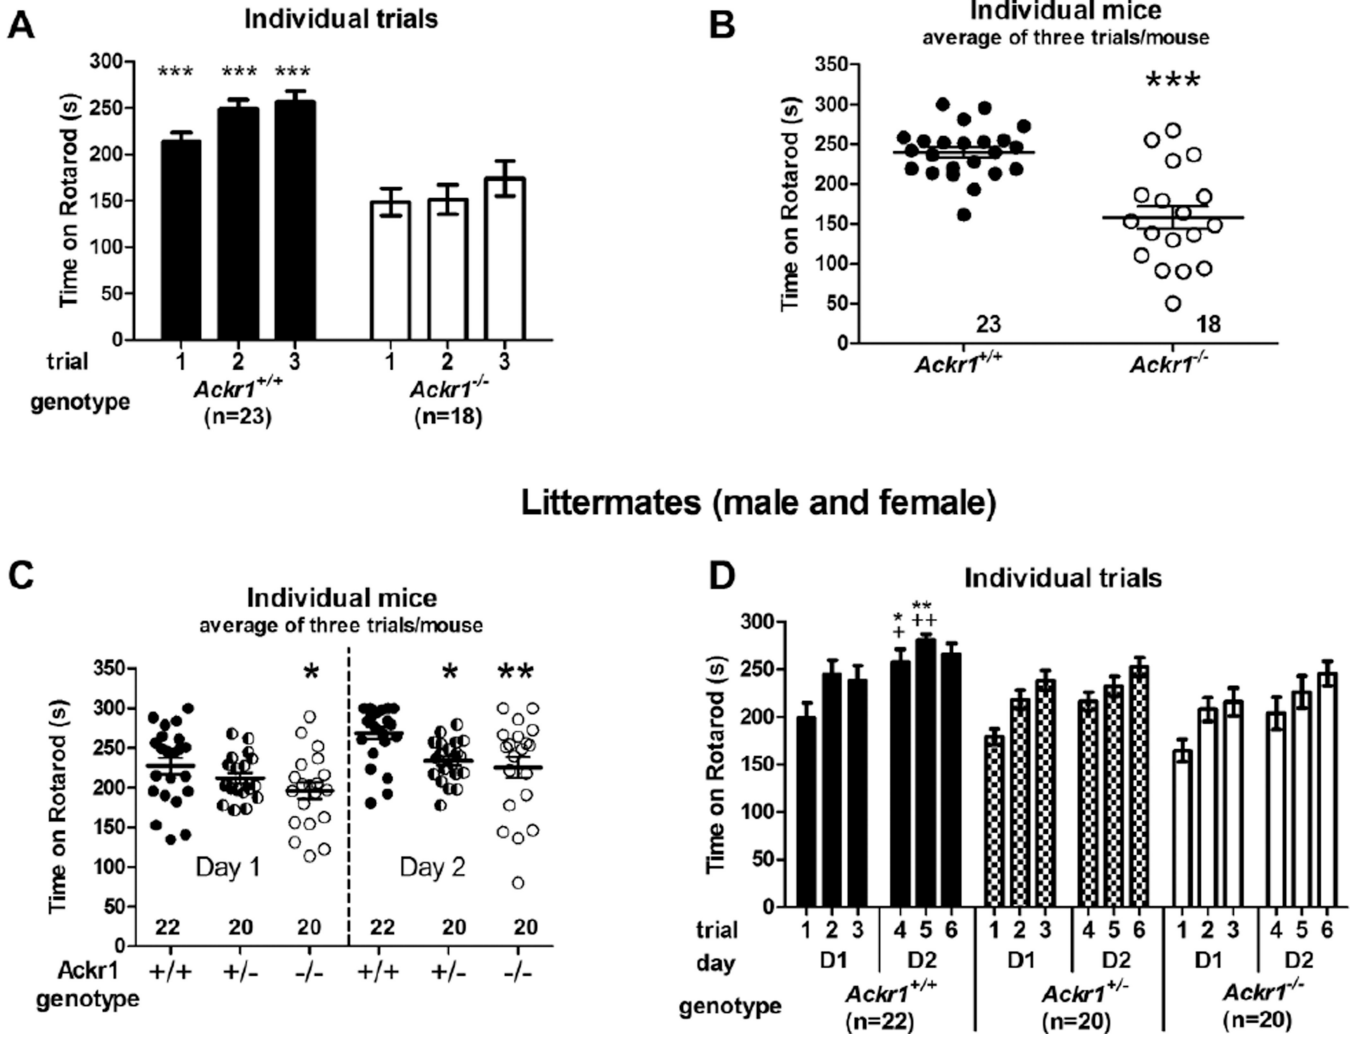 A
Individual trials
Time on Rotarod (s)
300
250
200
150
100
50
0
*** *** ***
trial
1 2 3 1 2 3
genotype
Ackr1+/+ Ackr1-/-
(n=23) (n=18)
B
Individual mice
average of three trials/mouse
Time on Rotarod (s)
350
300
250
200
150
100
50
0
***
23 18
Ackr1+/+ Ackr1-/-
Littermates (male and female)
C
Individual mice
average of three trials/mouse
Time on Rotarod (s)
350
300
250
200
150
100
50
0
* * **
Day 1 Day 2
22 20 20 22 20 20
Ackr1 +/+ +/- -/- +/+ +/- -/-
genotype
D
Individual trials
Time on Rotarod (s)
300
250
200
150
100
50
0
* **
+ ++
trial 1 2 3 4 5 6 1 2 3 4 5 6 1 2 3 4 5 6
day D1 D2 D1 D2 D1 D2
genotype Ackr1+/+ Ackr1+/- Ackr1-/-
(n=22) (n=20) (n=20)